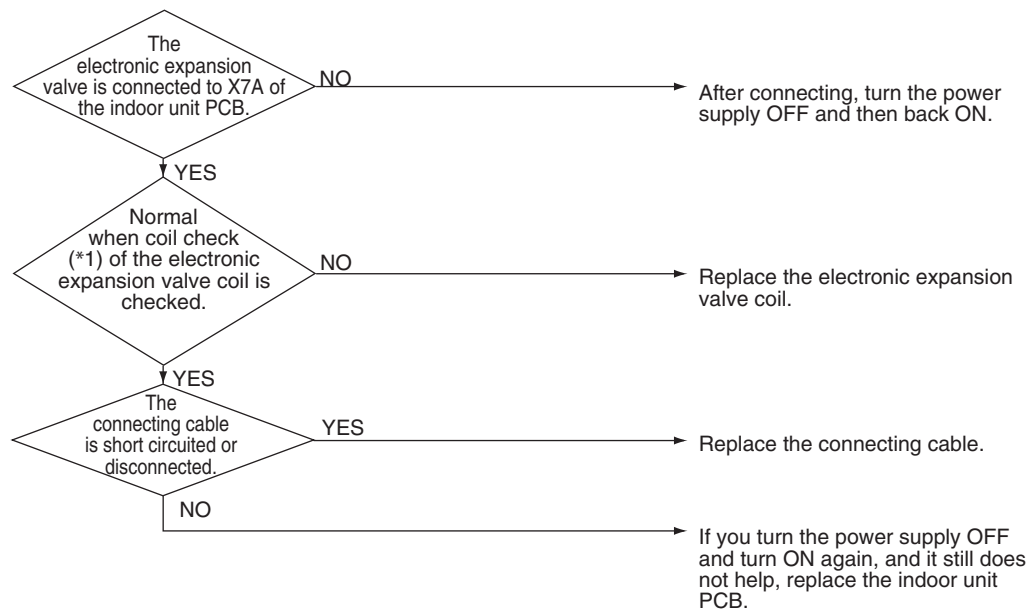 The
electronic expansion
valve is connected to X7A of
the indoor unit PCB.
NO
After connecting, turn the power
supply OFF and then back ON.
YES
Normal
when coil check
(*1) of the electronic
expansion valve coil is
checked.
NO
Replace the electronic expansion
valve coil.
YES
The
connecting cable
is short circuited or
disconnected.
YES
Replace the connecting cable.
NO
If you turn the power supply OFF
and turn ON again, and it still does
not help, replace the indoor unit
PCB.